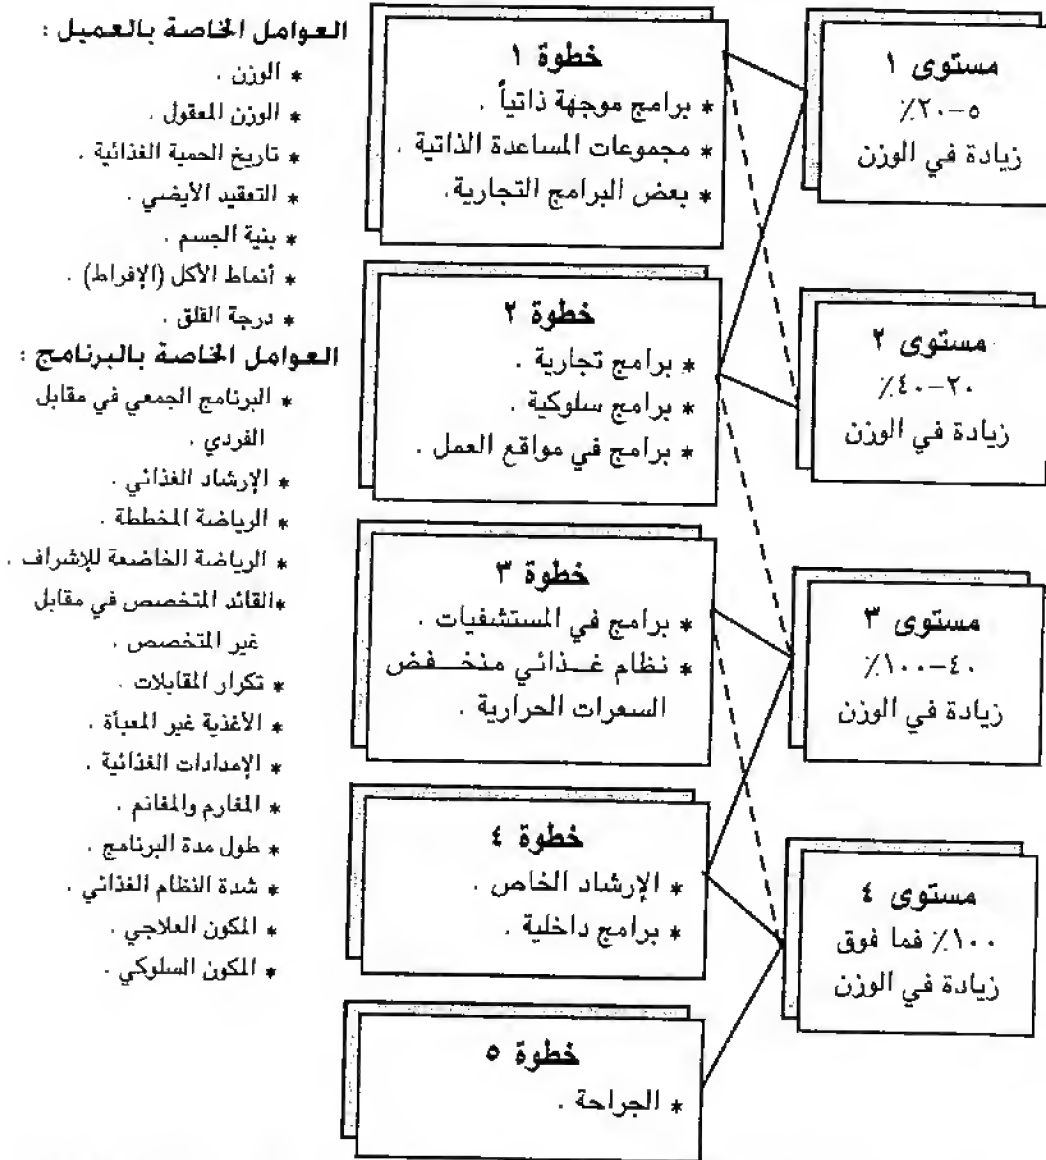 مستوى ١
٥-٢٠٪
زيادة في الوزن
مستوى ٢
٢٠-٤٠٪
زيادة في الوزن
مستوى ٣
٤٠-١٠٠٪
زيادة في الوزن
مستوى ٤
١٠٠٪ فما فوق
زيادة في الوزن
خطوة ١
* برامج موجهة ذاتياً .
* مجموعات المساعدة الذاتية .
* بعض البرامج التجارية.
خطوة ٢
* برامج تجارية .
* برامج سلوكية .
* برامج في مواقع العمل .
خطوة ٣
* برامج في المستشفيات .
* نظام غذائي منخفض
السعرات الحرارية .
خطوة ٤
* الإرشاد الخاص .
* برامج داخلية .
خطوة ٥
* الجراحة .
العوامل الخاصة بالعميل :
* الوزن .
* الوزن المعقول .
* تاريخ الحمية الغذائية .
* التعقيد الأيضي .
* بنية الجسم .
* أنماط الأكل (الإفراط) .
* درجة القلق .
العوامل الخاصة بالبرنامج :
* البرنامج الجمعي في مقابل
الفردي .
* الإرشاد الغذائي .
* الرياضة المخططة .
* الرياضة الخاضعة للإشراف .
*القائد المتخصص في مقابل
غير المتخصص .
* تكرار المقابلات .
* الأغذية غير المعبأة .
* الإمدادات الغذائية .
* المغارم والمغانم .
* طول مدة البرنامج .
* شدة النظام الغذائي .
* المكون العلاجي .
* المكون السلوكي .